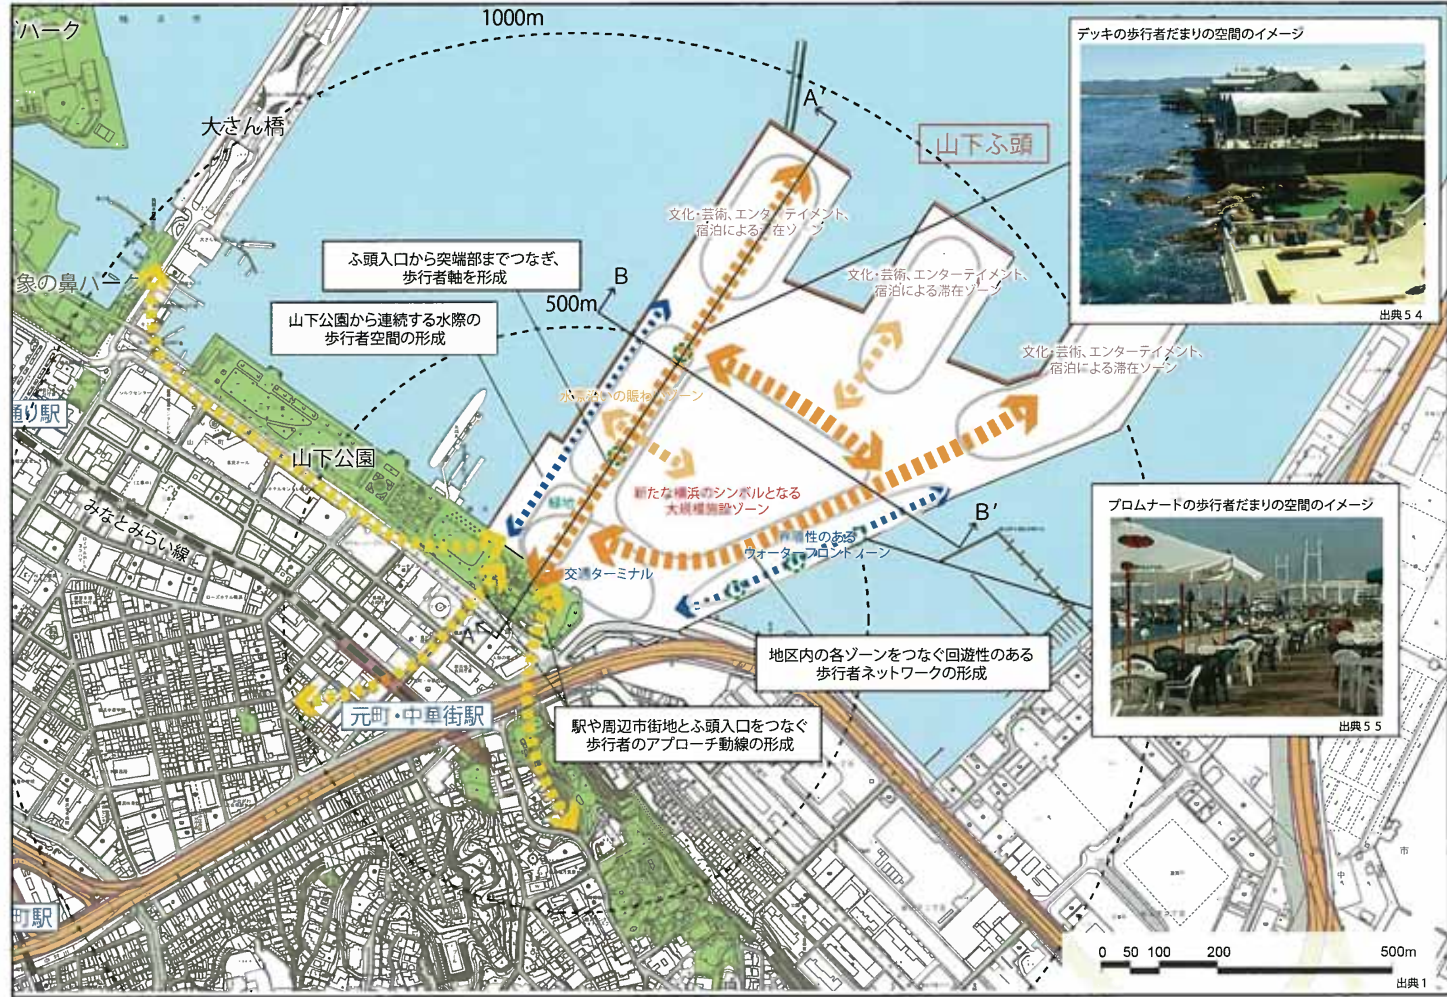 パーク
1000m
大さん橋
A'
山下ふ頭
デッキの歩行者だまりの空間のイメージ
出典54
文化・芸術、エンターテイメント、
宿泊による滞在ゾーン
文化・芸術、エンターテイメント、
宿泊による滞在ゾーン
文化・芸術、エンターテイメント、
宿泊による滞在ゾーン
ふ頭入口から突端部までつなぎ、
歩行者軸を形成
B
500m
象の鼻パーク
山下公園から連続する水際の
歩行者空間の形成
通り駅
山下公園
みなとみらい線
緑地
新たな横浜のシンボルとなる
大規模施設ゾーン
B'
性のある
ウォーターフロントゾーン
交通ターミナル
A
プロムナードの歩行者だまりの空間のイメージ
出典55
地区内の各ゾーンをつなぐ回遊性のある
歩行者ネットワークの形成
元町・中華街駅
駅や周辺市街地とふ頭入口をつなぐ
歩行者のアプローチ動線の形成
町駅
0 50 100 200 500m
出典1